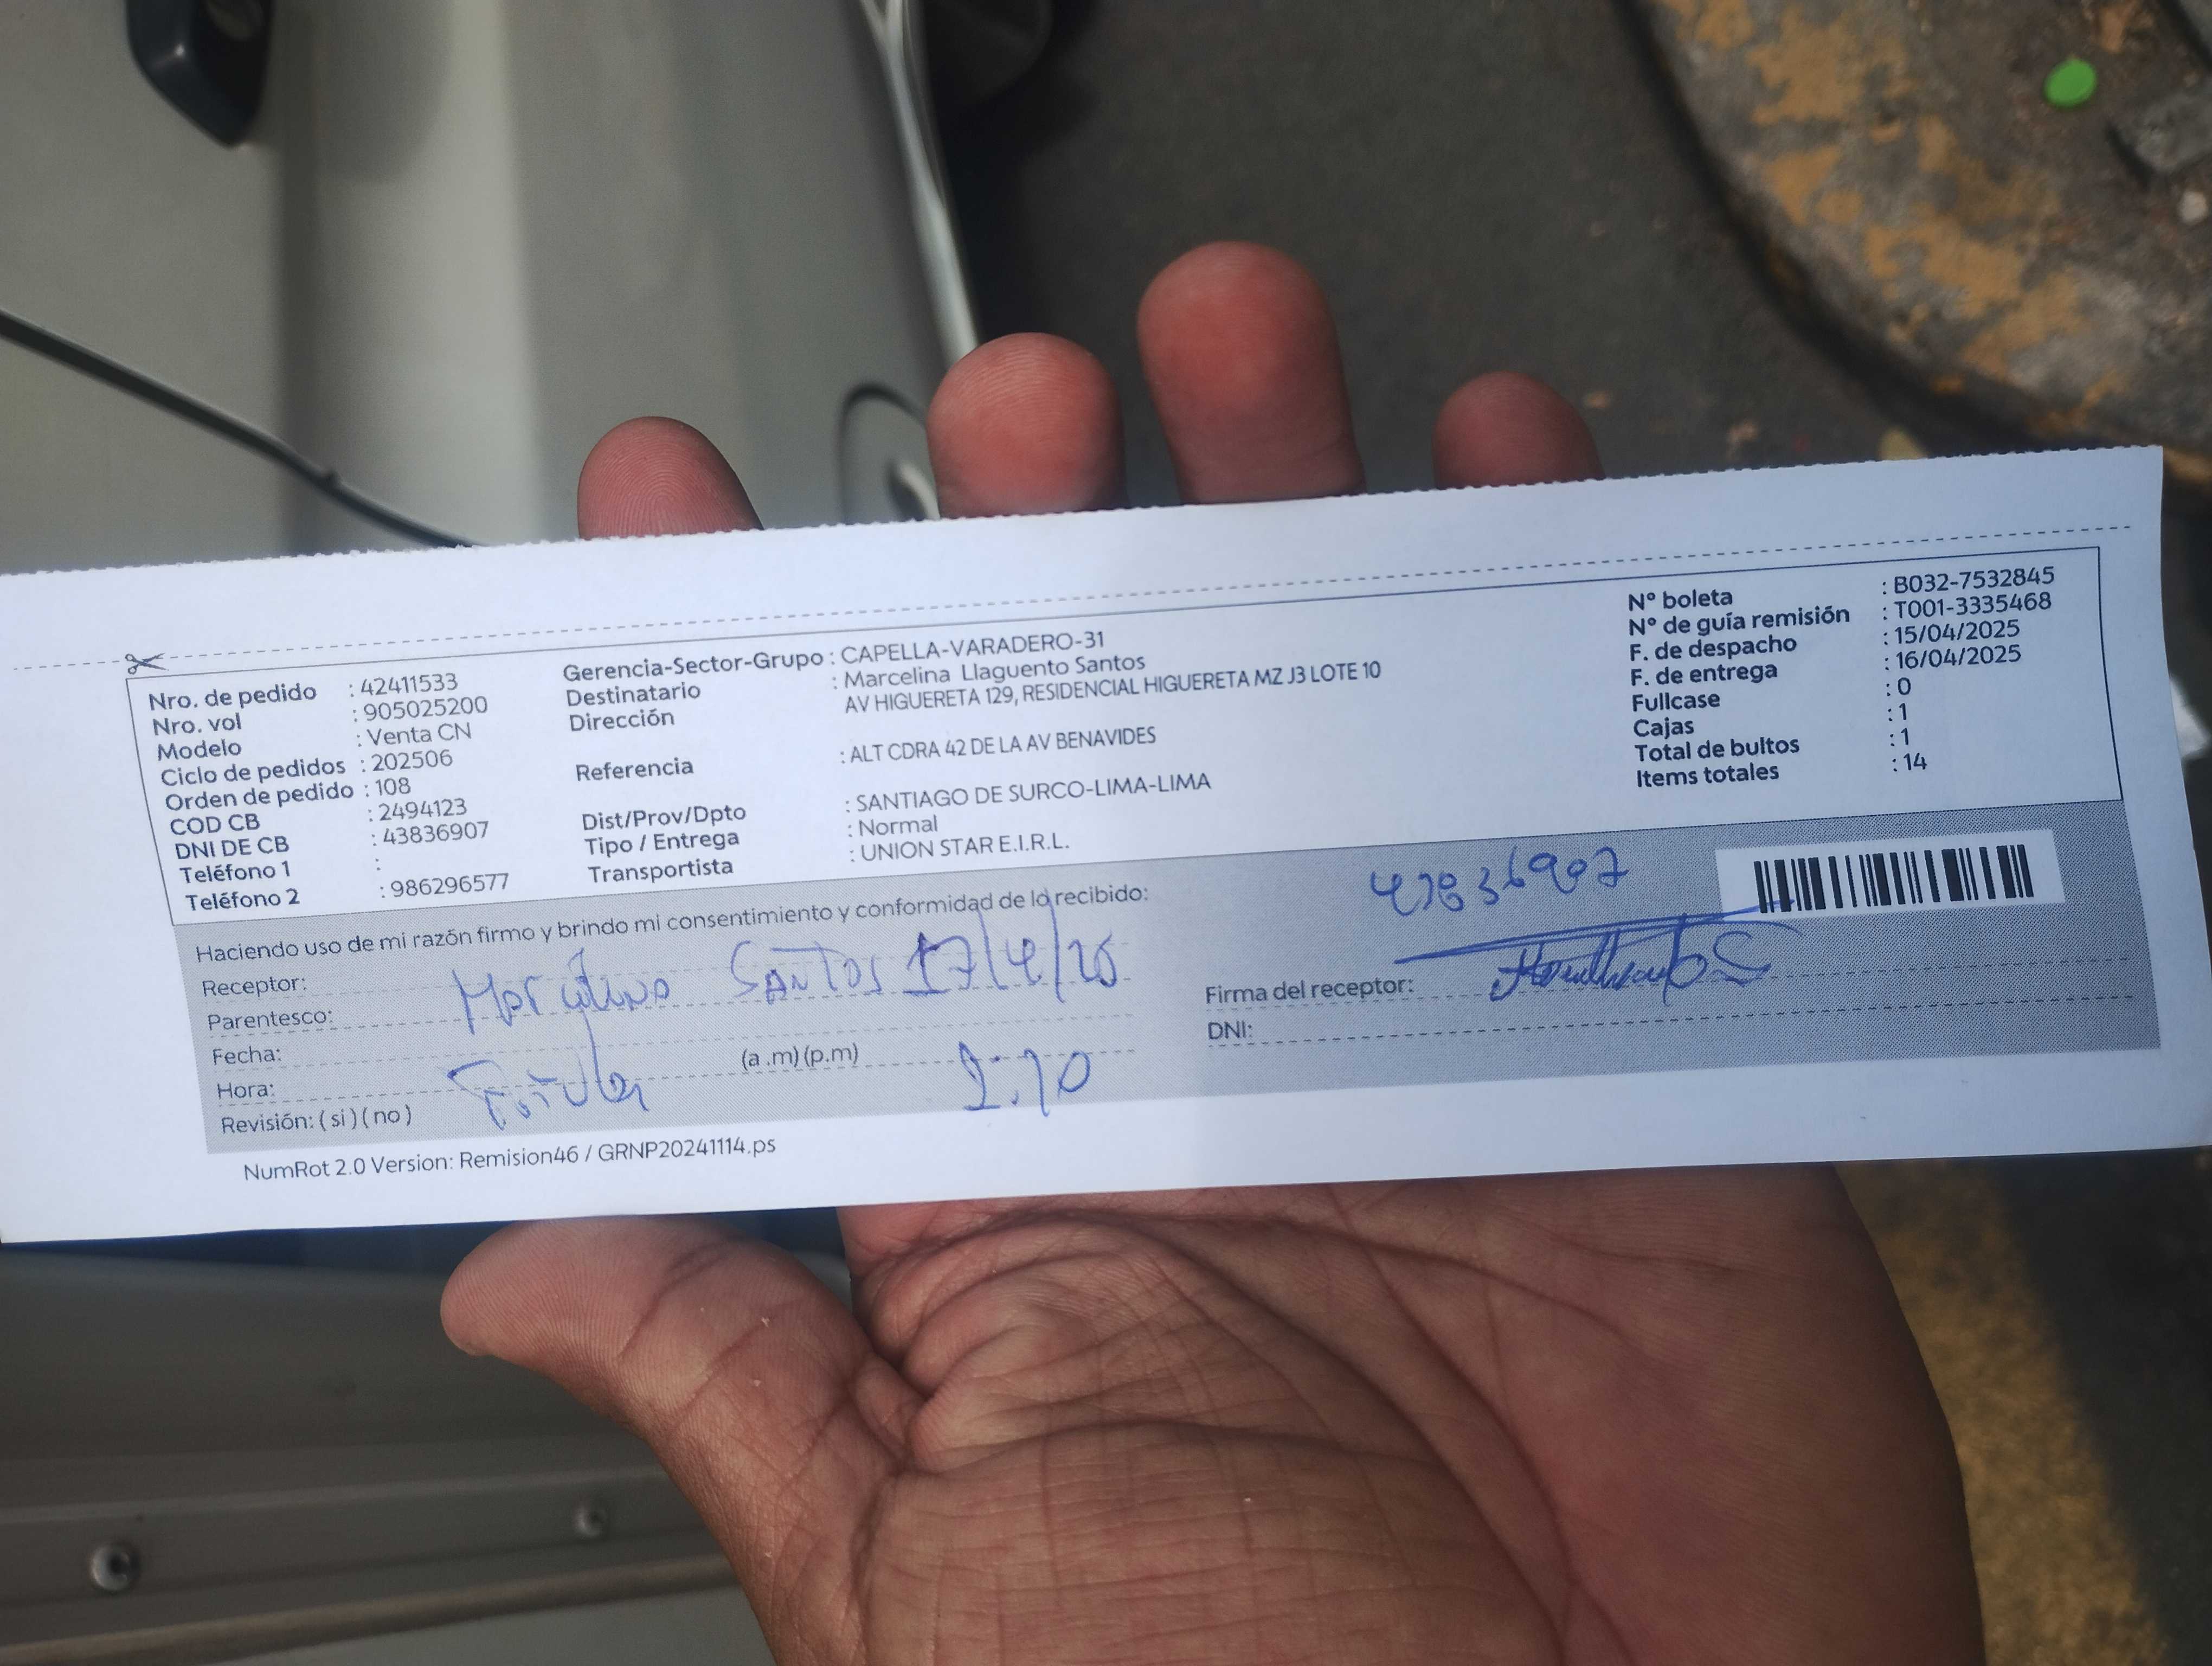 Nro. de pedido : 42411533
Nro. vol : 905025200
Modelo : Venta CN
Ciclo de pedidos : 202506
Orden de pedido : 108
COD CB : 2494123
DNI DE CB : 43836907
Teléfono 1 :
Teléfono 2 : 986296577
Gerencia-Sector-Grupo : CAPELLA-VARADERO-31
Destinatario : Marcelina Llaguento Santos
Dirección AV HIGUERETA 129, RESIDENCIAL HIGUERETA MZ J3 LOTE 10
Referencia : ALT CDRA 42 DE LA AV BENAVIDES
Dist/Prov/Dpto : SANTIAGO DE SURCO-LIMA-LIMA
Tipo / Entrega : Normal
Transportista : UNION STAR E.I.R.L.
Nº boleta : B032-7532845
Nº de guía remisión : T001-3335468
F. de despacho : 15/04/2025
F. de entrega : 16/04/2025
Fullcase : 0
Cajas : 1
Total de bultos : 1
Items totales : 14
Haciendo uso de mi razón firmo y brindo mi consentimiento y conformidad de lo recibido:
Receptor:
Parentesco: Santos 17/4/25
Fecha:
Hora: (a .m) (p.m)
Revisión: ( si ) ( no )
43836907
Firma del receptor:
DNI:
NumRot 2.0 Version: Remision46 / GRNP20241114.ps